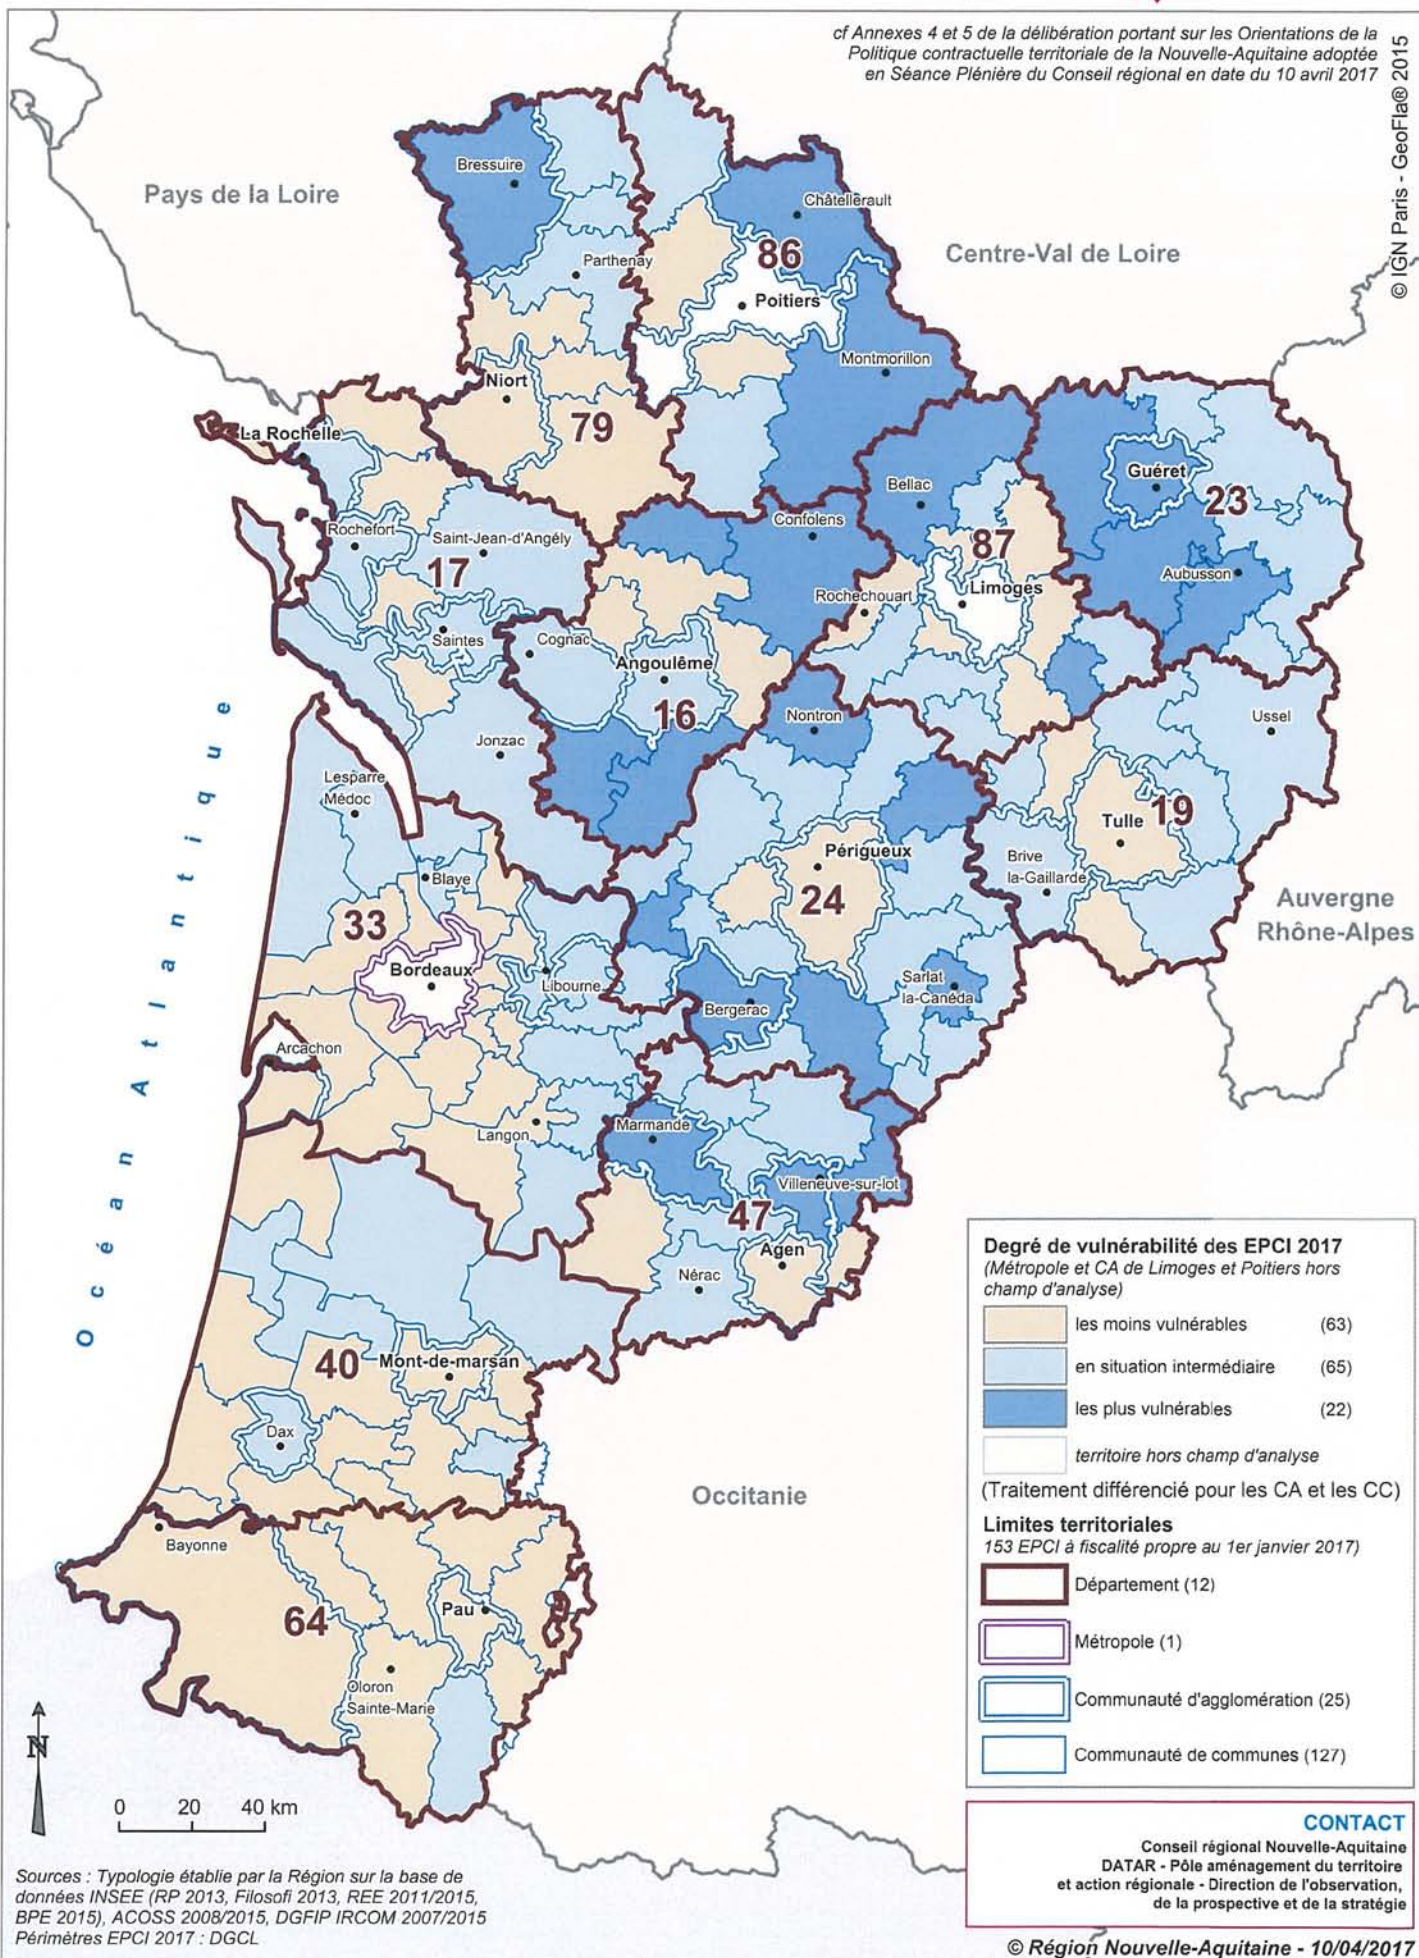 cf Annexes 4 et 5 de la délibération portant sur les Orientations de la
Politique contractuelle territoriale de la Nouvelle-Aquitaine adoptée
en Séance Plénière du Conseil régional en date du 10 avril 2017
© IGN Paris - GeoFla® 2015
Pays de la Loire
Bressuire
Châtellerault
Centre-Val de Loire
86
Parthenay
Poitiers
Montmorillon
Niort
79
La Rochelle
Guéret
Bellac
23
Confolens
Rochefort
Saint-Jean-d'Angély
87
17
Aubusson
Rochechouart
Limoges
Saintes
Cognac
Angoulême
16
Nontron
Ussel
Jonzac
Lesparre
Médoc
19
Tulle
Périgueux
Brive
la-Gaillarde
Blaye
24
33
Auvergne
Rhône-Alpes
Bordeaux
Libourne
Sarlat
la-Canéda
Bergerac
Arcachon
Océan Atlantique
Langon
Marmande
Villeneuve-sur-lot
47
Agen
Nérac
40
Mont-de-marsan
Dax
Occitanie
Bayonne
64
Pau
Oloron
Sainte-Marie
Degré de vulnérabilité des EPCI 2017
(Métropole et CA de Limoges et Poitiers hors
champ d'analyse)
les moins vulnérables (63)
en situation intermédiaire (65)
les plus vulnérables (22)
territoire hors champ d'analyse
(Traitement différencié pour les CA et les CC)
Limites territoriales
153 EPCI à fiscalité propre au 1er janvier 2017)
Département (12)
Métropole (1)
Communauté d'agglomération (25)
Communauté de communes (127)
N
0 20 40 km
CONTACT
Conseil régional Nouvelle-Aquitaine
DATAR - Pôle aménagement du territoire
et action régionale - Direction de l'observation,
de la prospective et de la stratégie
Sources : Typologie établie par la Région sur la base de
données INSEE (RP 2013, Filosofi 2013, REE 2011/2015,
BPE 2015), ACOSS 2008/2015, DGFIP IRCOM 2007/2015
Périmètres EPCI 2017 : DGCL
© Région Nouvelle-Aquitaine - 10/04/2017